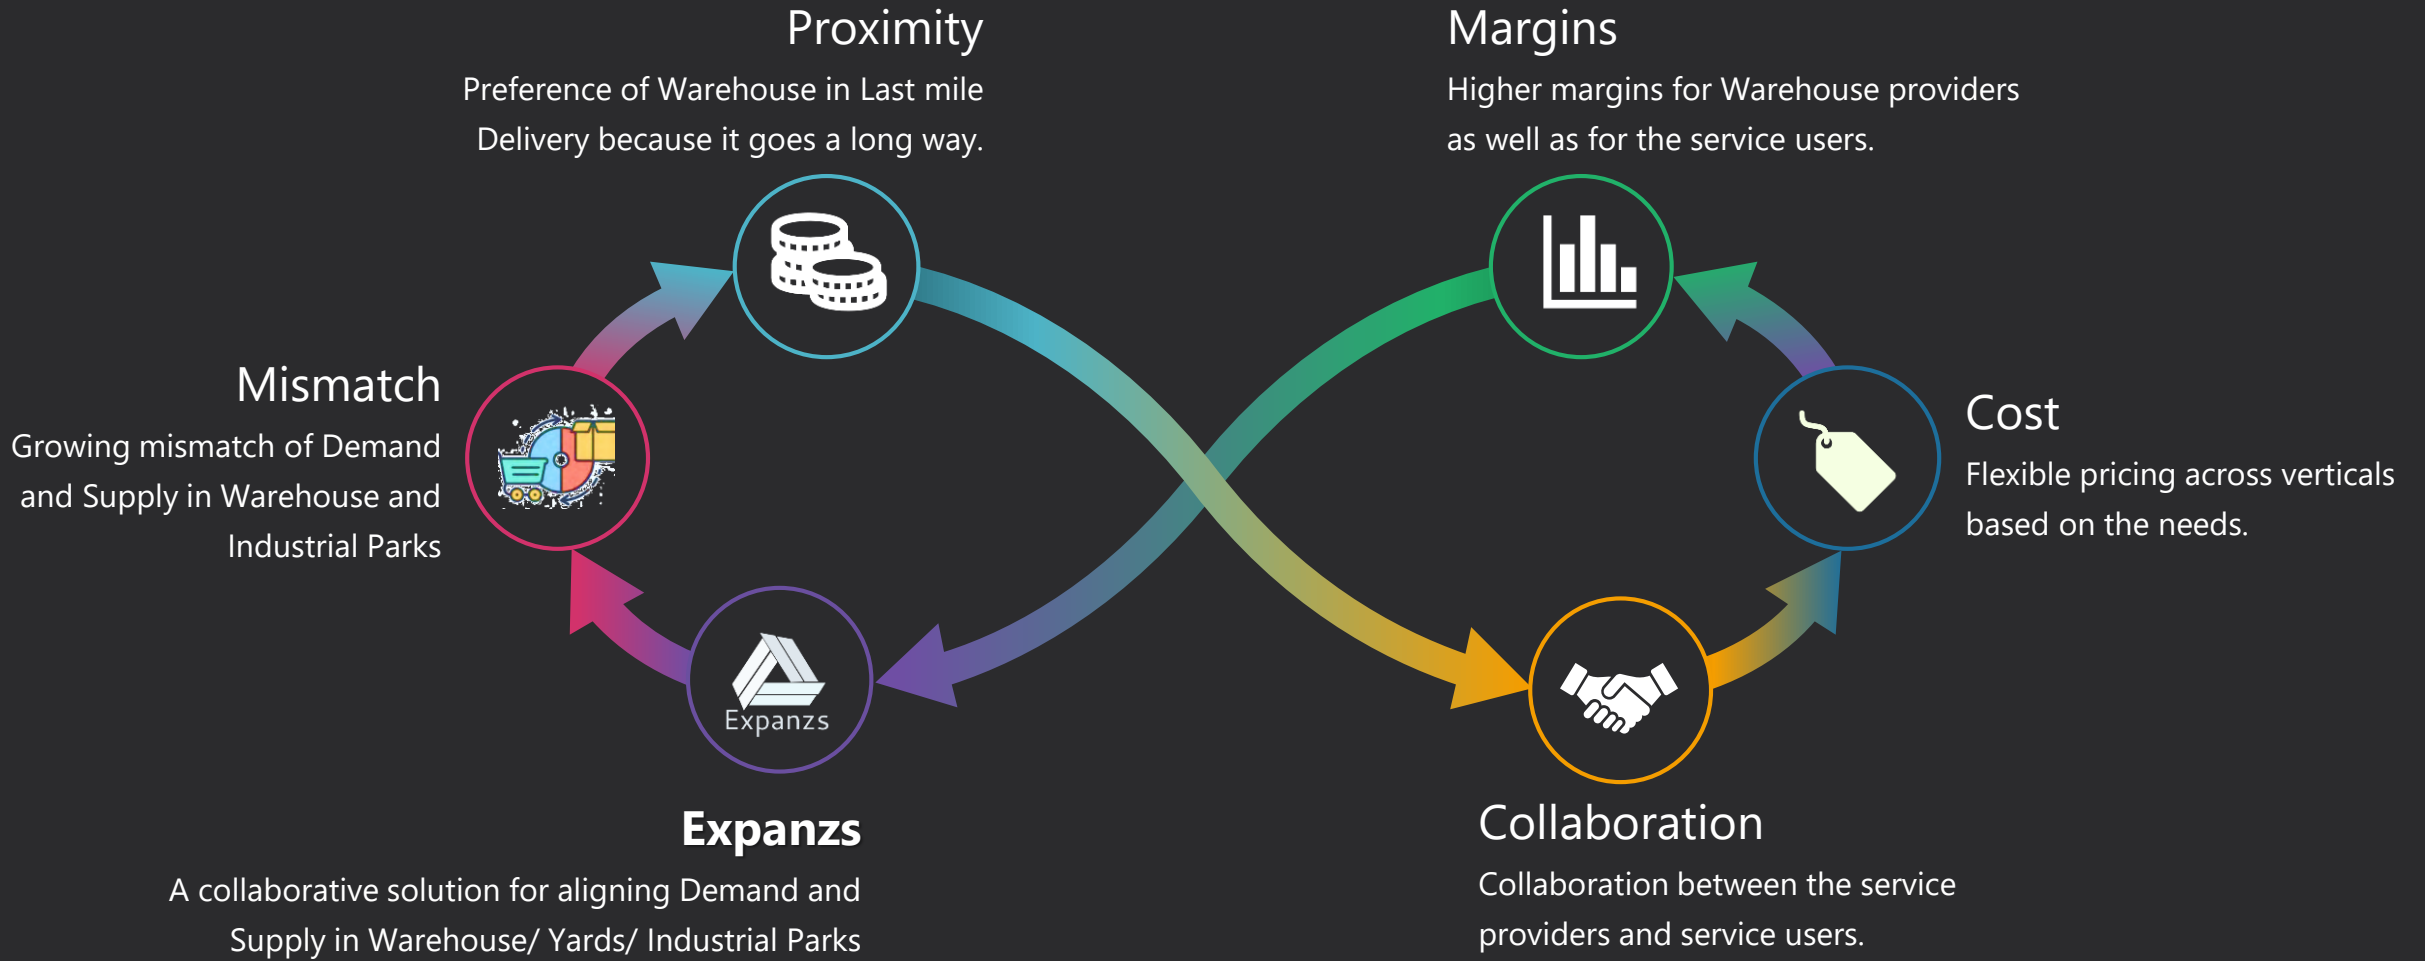 Proximity
Preference of Warehouse in Last mile
Delivery because it goes a long way.
Margins
Higher margins for Warehouse providers
as well as for the service users.
Mismatch
Growing mismatch of Demand
and Supply in Warehouse and
Industrial Parks
Cost
Flexible pricing across verticals
based on the needs.
Expanzs
Expanzs
A collaborative solution for aligning Demand and
Supply in Warehouse/ Yards/ Industrial Parks
Collaboration
Collaboration between the service
providers and service users.